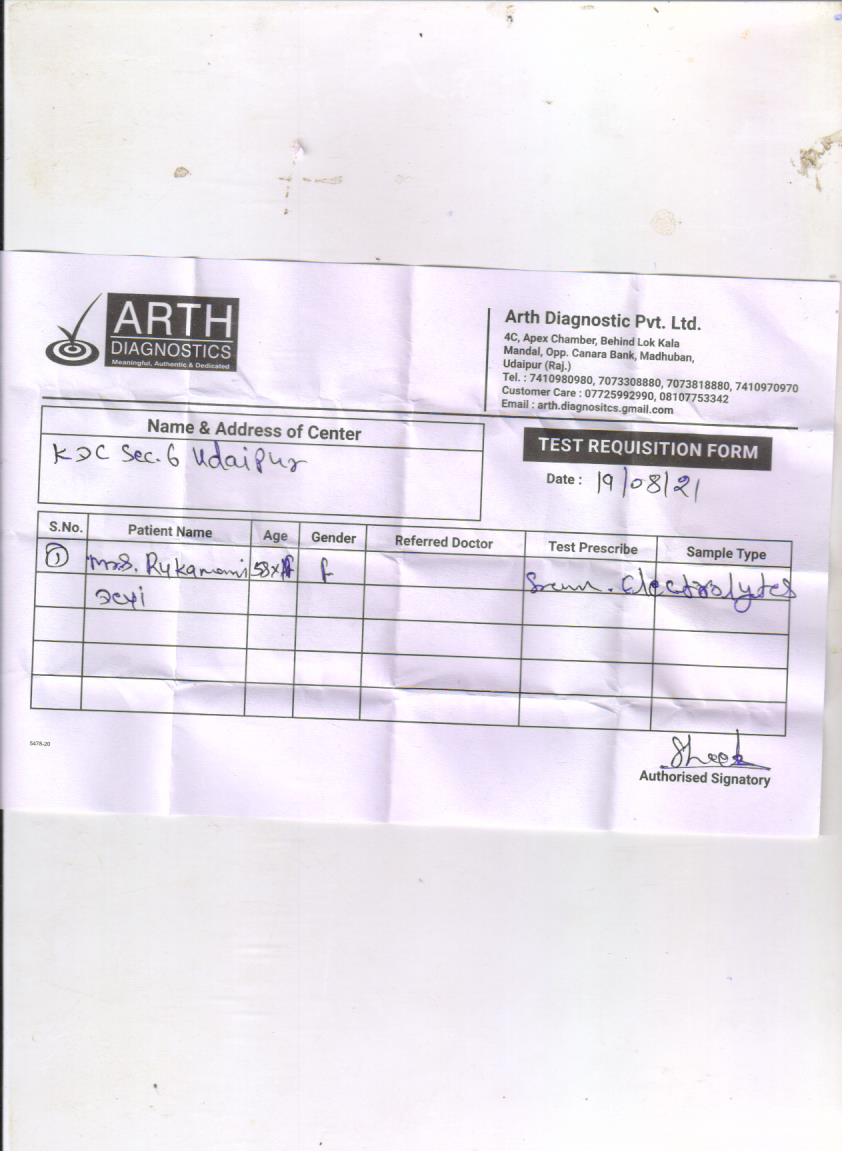 ARTH
DIAGNOSTICS
Meaningful, Authentic & Dedicated
Arth Diagnostic Pvt. Ltd.
4C, Apex Chamber, Behind Lok Kala
Mandal, Opp. Canara Bank, Madhuban,
Udaipur (Raj.)
Tel. : 7410980980, 7073308880, 7073818880, 7410970970
Customer Care : 07725992990, 08107753342
Email : arth.diagnositcs.gmail.com
Name & Address of Center
KDC Sec. 6 Udaipur
TEST REQUISITION FORM
Date : 19/08/21
S.No. Patient Name Age Gender Referred Doctor Test Prescribe Sample Type
1 Mrs. Rukamani 58 F Electrolytes
Devi
5478-20
Authorised Signatory